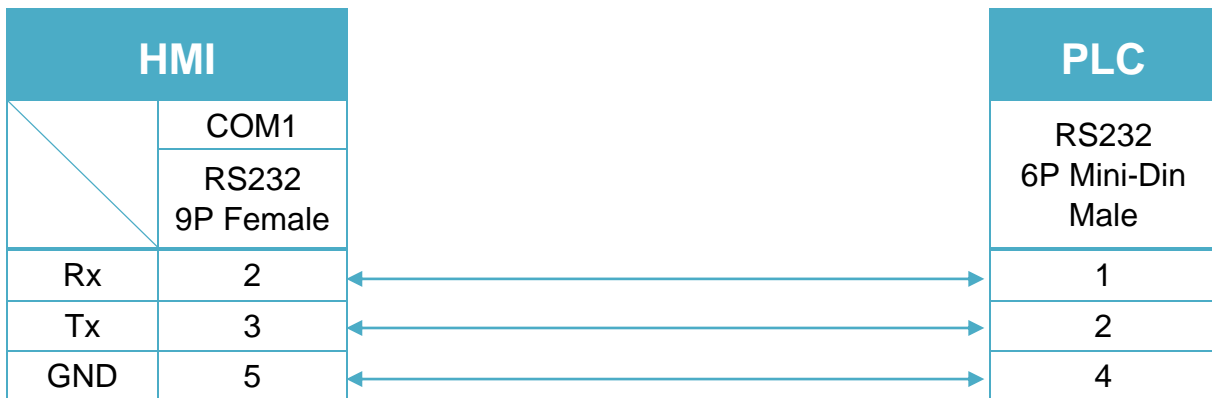 HMI
PLC
COM1
RS232
9P Female
RS232
6P Mini-Din
Male
Rx 2 1
Tx 3 2
GND 5 4